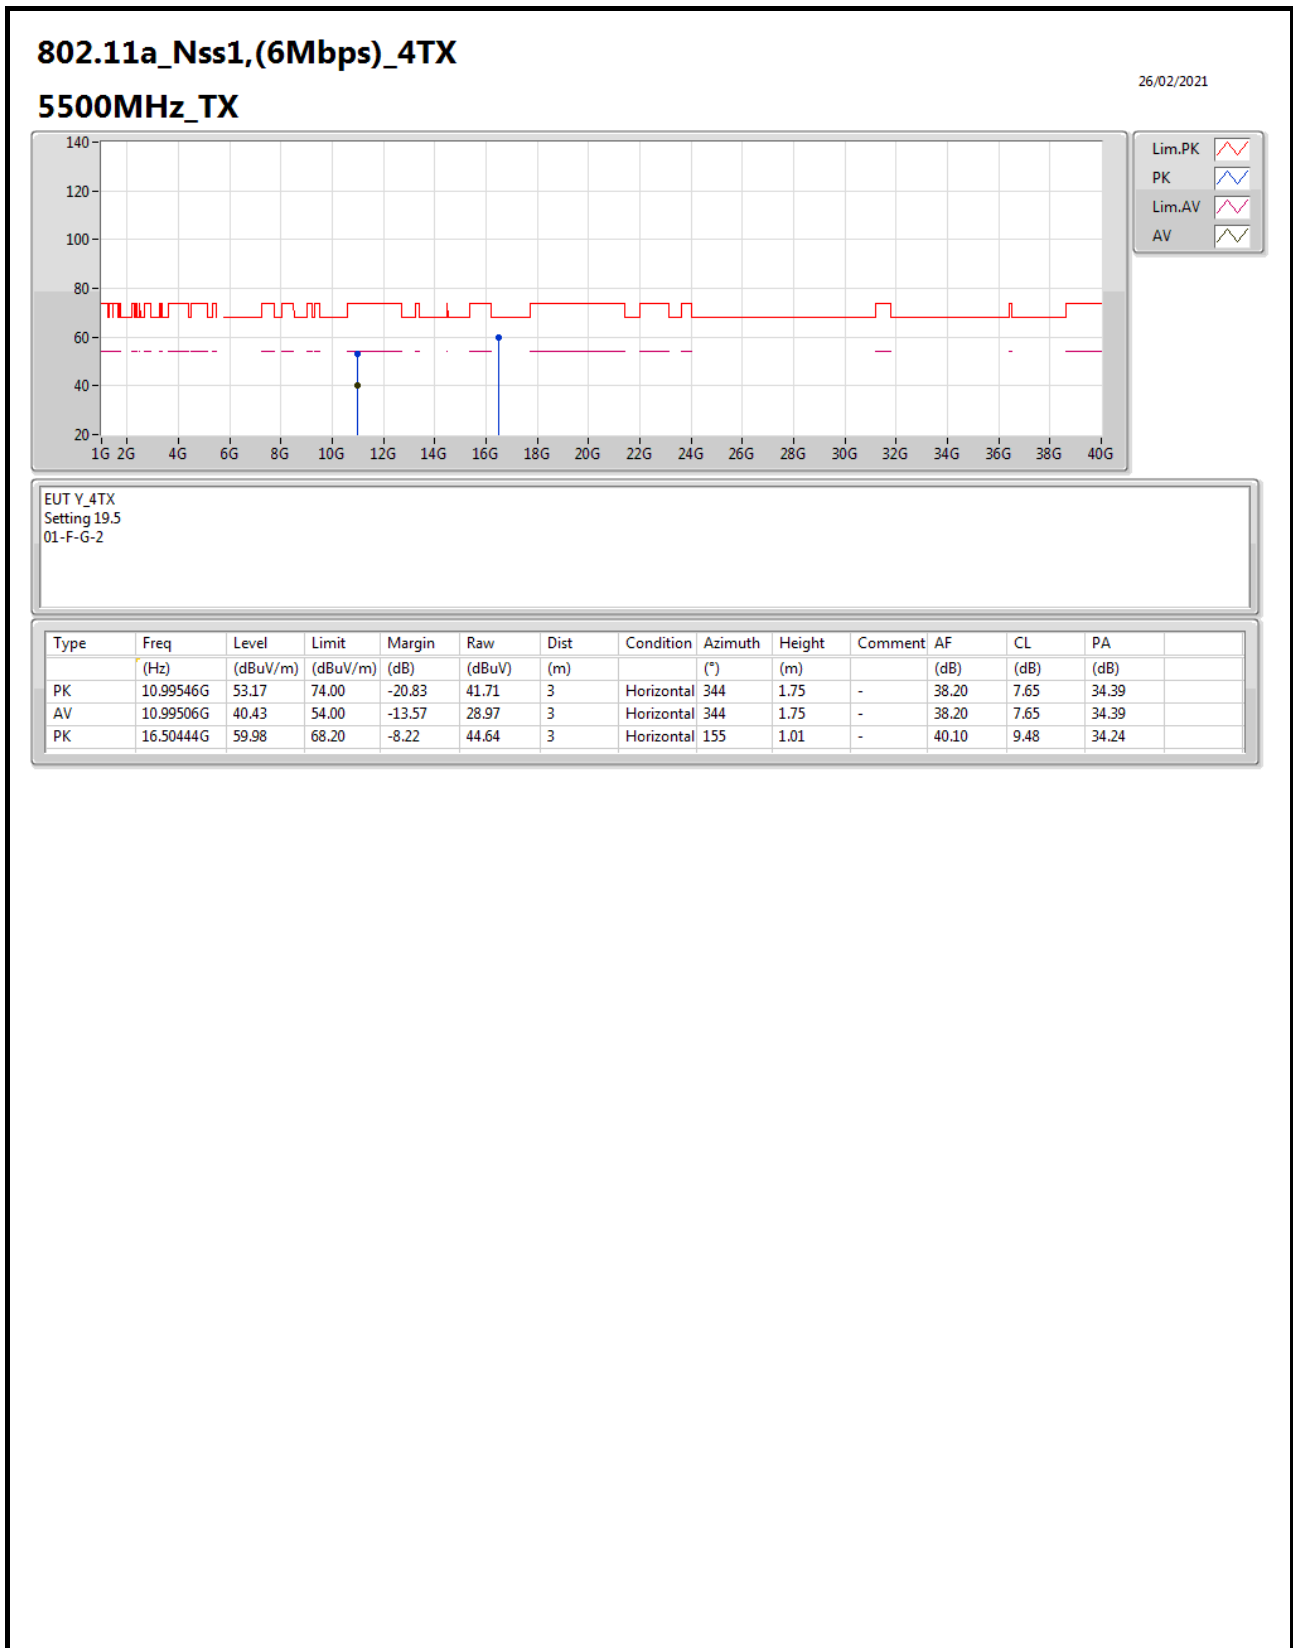 802.11a_Nss1,(6Mbps)_4TX
26/02/2021
5500MHz_TX
140
120
100
80
60
40
20
1G 2G 4G 6G 8G 10G 12G 14G 16G 18G 20G 22G 24G 26G 28G 30G 32G 34G 36G 38G 40G
Lim.PK
PK
Lim.AV
AV
EUT Y_4TX
Setting 19.5
01-F-G-2
Type Freq Level Limit Margin Raw Dist Condition Azimuth Height Comment AF CL PA
(Hz) (dBuV/m) (dBuV/m) (dB) (dBuV) (m) (°) (m) (dB) (dB) (dB)
PK 10.99546G 53.17 74.00 -20.83 41.71 3 Horizontal 344 1.75 - 38.20 7.65 34.39
AV 10.99506G 40.43 54.00 -13.57 28.97 3 Horizontal 344 1.75 - 38.20 7.65 34.39
PK 16.50444G 59.98 68.20 -8.22 44.64 3 Horizontal 155 1.01 - 40.10 9.48 34.24